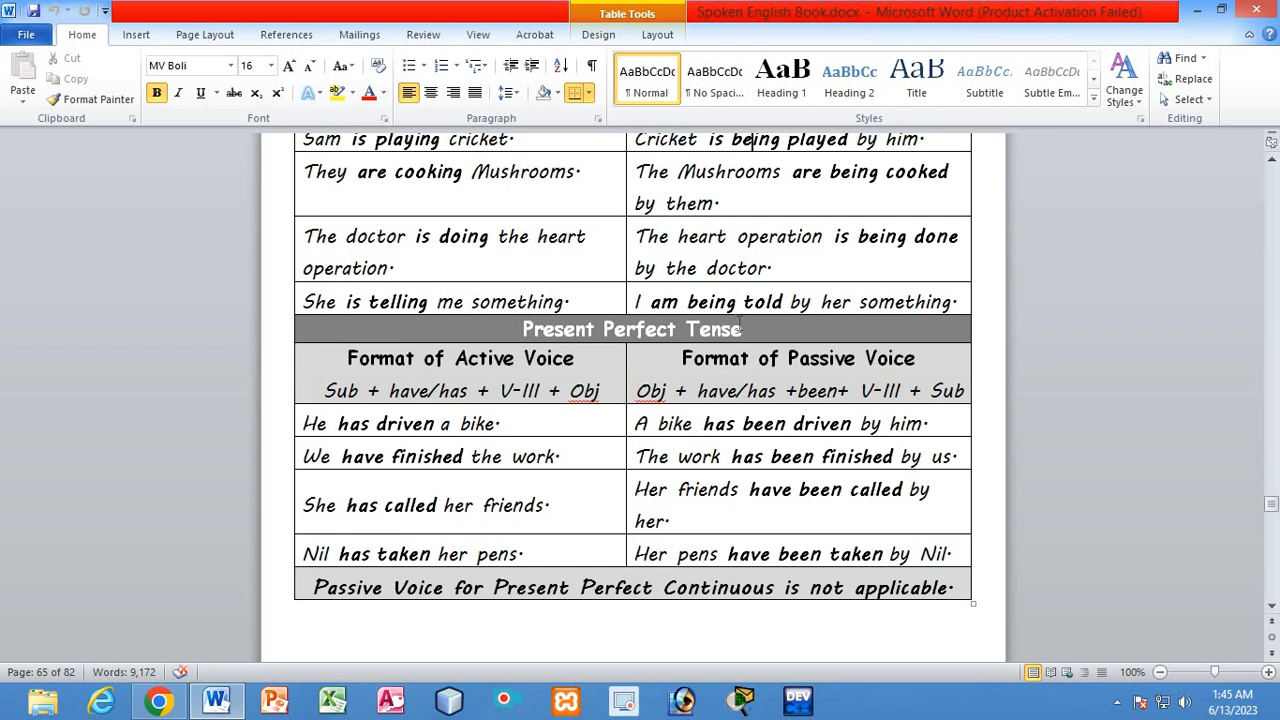 Table Tools
Spoken English Book.docx - Microsoft Word (Product Activation Failed)
File Home Insert Page Layout References Mailings Review View Acrobat Design Layout
Paste
Cut
Copy
Format Painter
Clipboard
MV Boli 16
Font
Paragraph
AaBbCcDc
¶ Normal
AaBbCcDc
¶ No Spaci...
AaB
Heading 1
AaBbCc
Heading 2
AaB
Title
AaBbCc.
Subtitle
AaBbCcDc
Subtle Em...
Change
Styles
Styles
Find
Replace
Select
Editing
Sam is playing cricket.
Cricket is being played by him.
They are cooking Mushrooms.
The Mushrooms are being cooked
by them.
The doctor is doing the heart
operation.
The heart operation is being done
by the doctor.
She is telling me something.
I am being told by her something.
Present Perfect Tense
Format of Active Voice
Sub + have/has + V-III + Obj
Format of Passive Voice
Obj + have/has +been+ V-III + Sub
He has driven a bike.
A bike has been driven by him.
We have finished the work.
The work has been finished by us.
She has called her friends.
Her friends have been called by
her.
Nil has taken her pens.
Her pens have been taken by Nil.
Passive Voice for Present Perfect Continuous is not applicable.
Page: 65 of 82 Words: 9,172
100%
DEV
C++
1:45 AM
6/13/2023